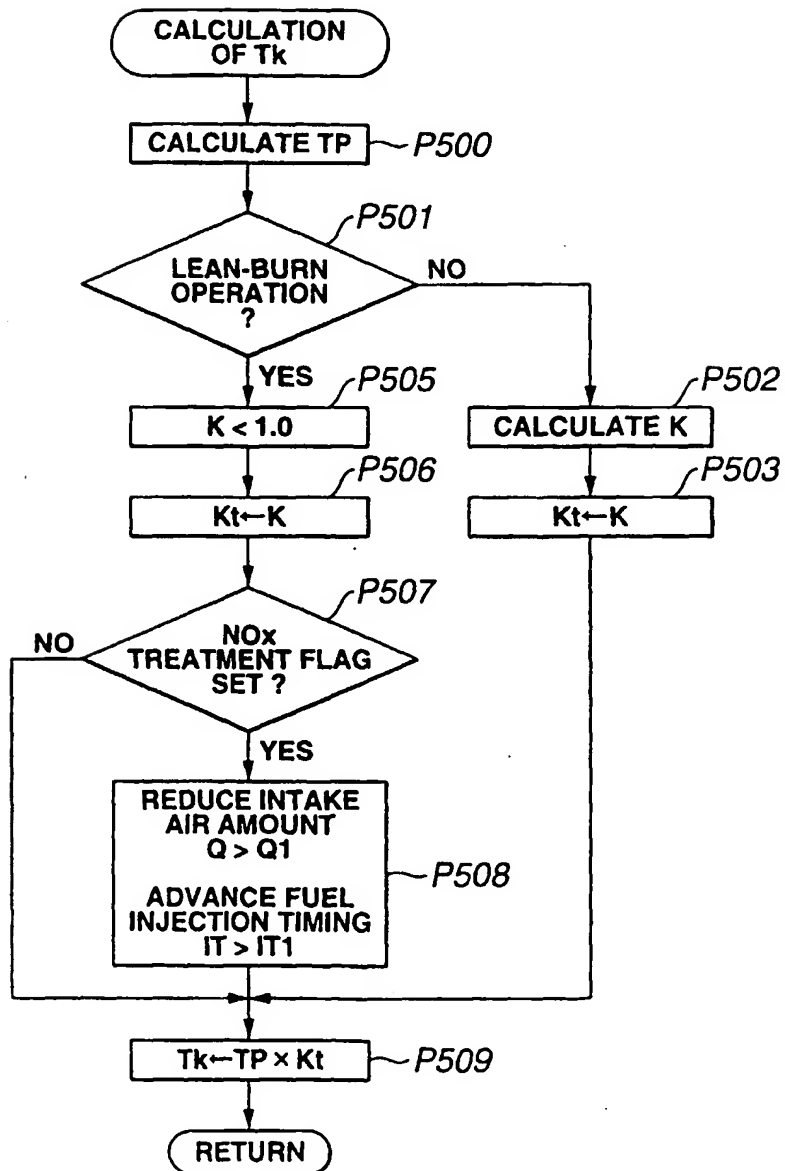 CALCULATION
OF Tk
CALCULATE TP
P500
P501
LEAN-BURN
OPERATION
?
NO
YES
P505
K < 1.0
P502
CALCULATE K
P506
Kt←K
P503
Kt←K
P507
NO
NOx
TREATMENT FLAG
SET ?
YES
REDUCE INTAKE
AIR AMOUNT
Q > Q1
ADVANCE FUEL
INJECTION TIMING
IT > IT1
P508
Tk←TP × Kt
P509
RETURN